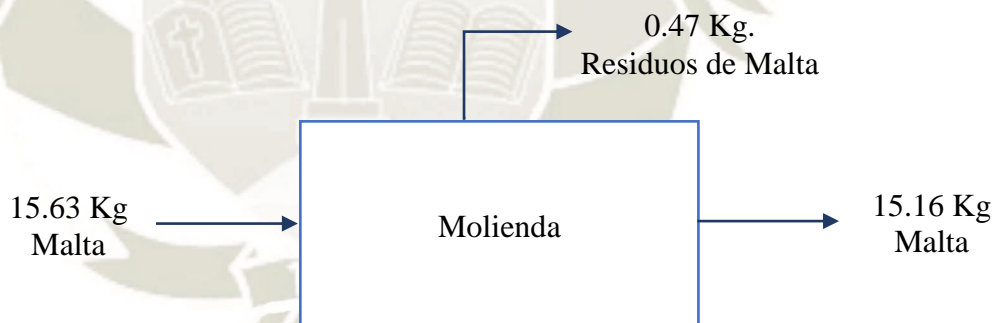 0.47 Kg.
Residuos de Malta
15.63 Kg
Malta
Molienda
15.16 Kg
Malta